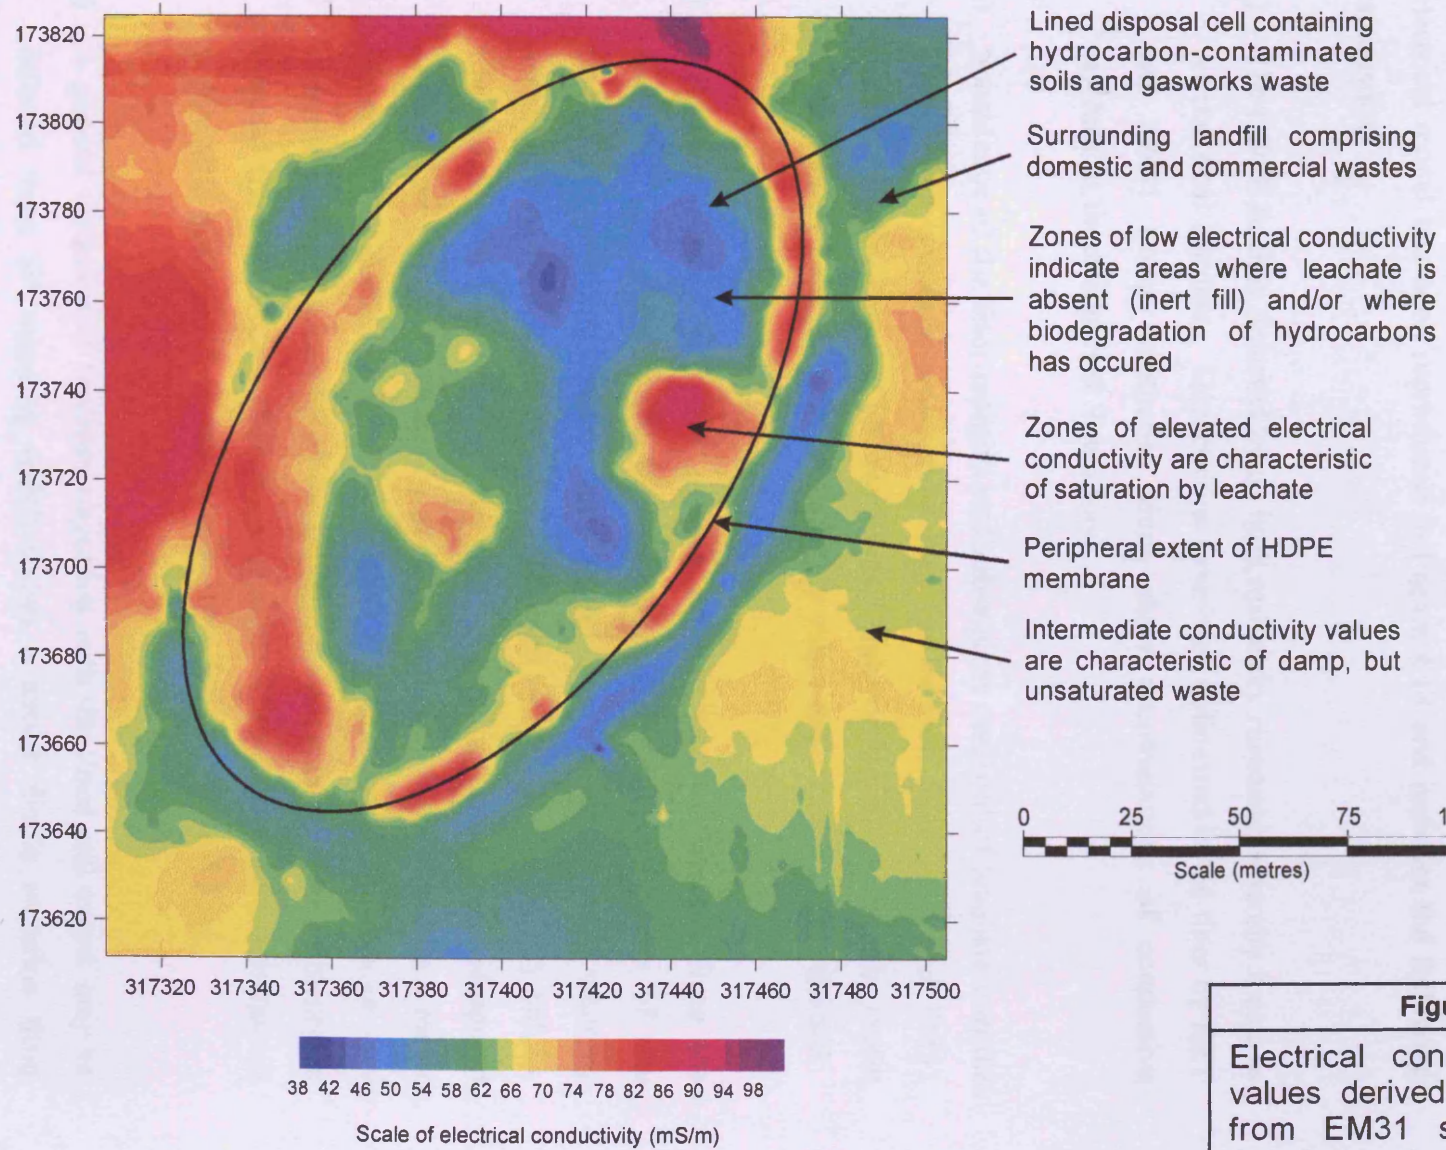 173820
173800
173780
173760
173740
173720
173700
173680
173660
173640
173620
317320 317340 317360 317380 317400 317420 317440 317460 317480 317500
38 42 46 50 54 58 62 66 70 74 78 82 86 90 94 98
Scale of electrical conductivity (mS/m)
Lined disposal cell containing
hydrocarbon-contaminated
soils and gasworks waste
Surrounding landfill comprising
domestic and commercial wastes
Zones of low electrical conductivity
indicate areas where leachate is
absent (inert fill) and/or where
biodegradation of hydrocarbons
has occured
Zones of elevated electrical
conductivity are characteristic
of saturation by leachate
Peripheral extent of HDPE
membrane
Intermediate conductivity values
are characteristic of damp, but
unsaturated waste
0 25 50 75
Scale (metres)
Electrical
values derived
from EM31